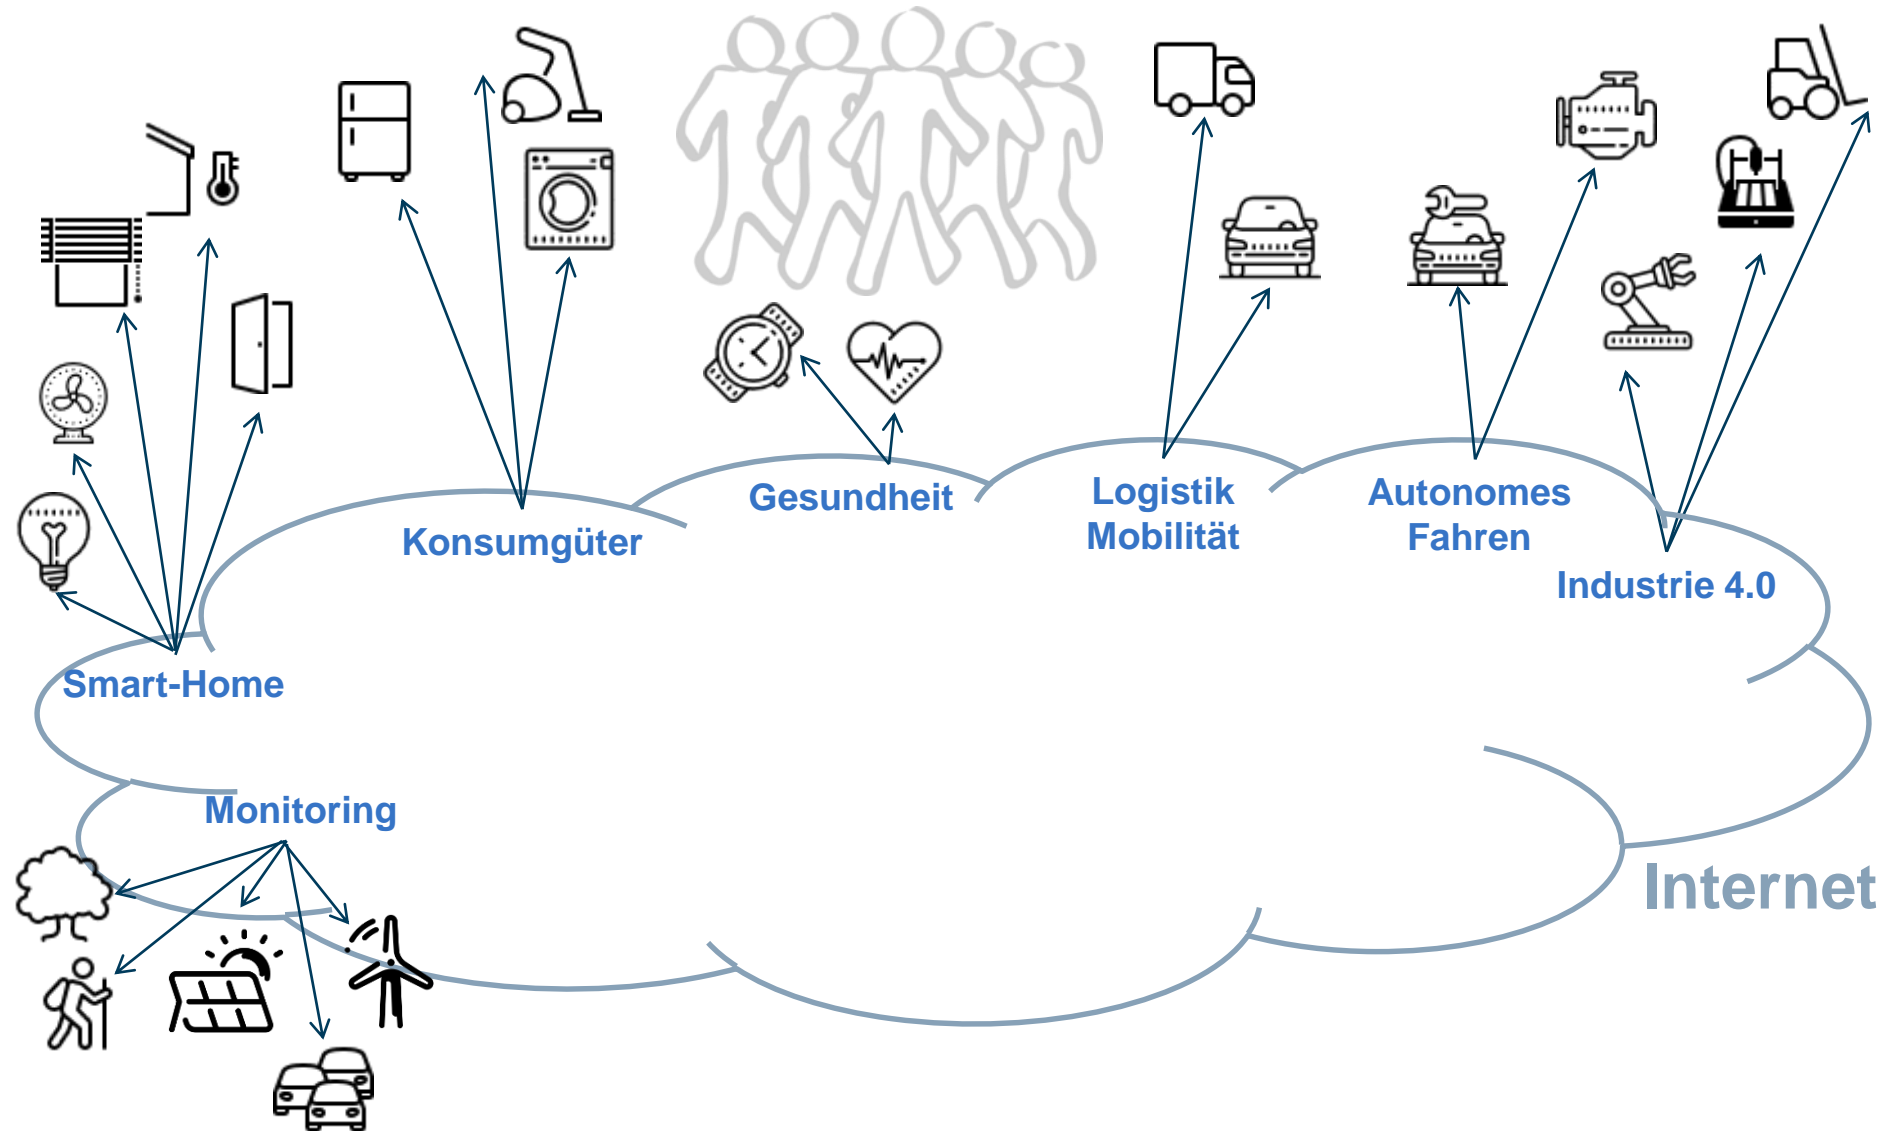 Gesundheit
Logistik
Mobilität
Autonomes
Fahren
Konsumgüter
Industrie 4.0
Smart-Home
Monitoring
Internet